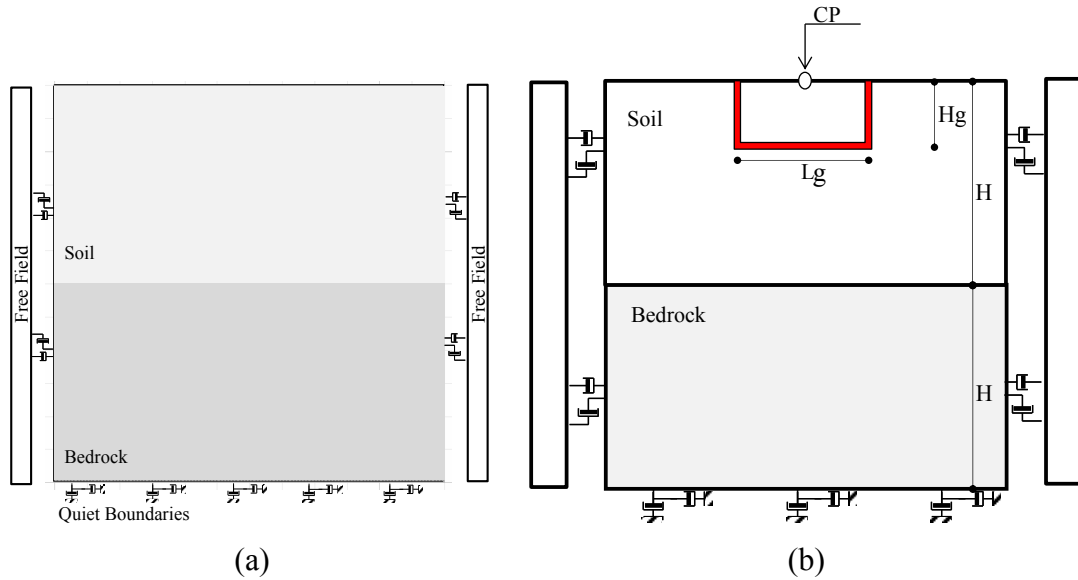 Free Field
Soil
Bedrock
Quiet Boundaries
Free Field
(a)
CP
Soil
Hg
Lg
H
Bedrock
H
(b)